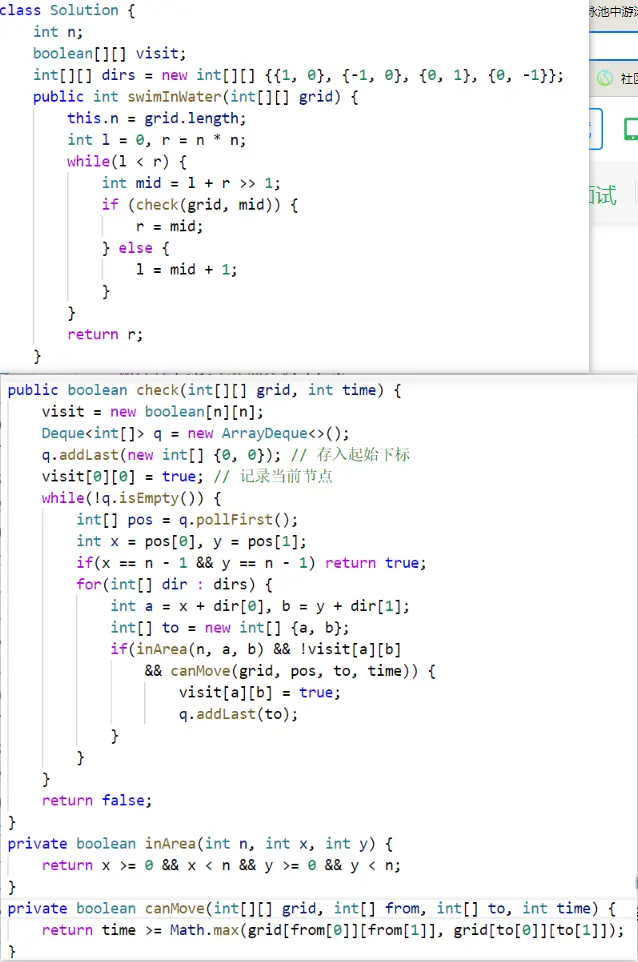 class Solution {
    int n;
    boolean[][] visit;
    int[][] dirs = new int[][] {{1, 0}, {-1, 0}, {0, 1}, {0, -1}};
    public int swimInWater(int[][] grid) {
        this.n = grid.length;
        int l = 0, r = n * n;
        while(l < r) {
            int mid = l + r >> 1;
            if (check(grid, mid)) {
                r = mid;
            } else {
                l = mid + 1;
            }
        }
        return r;
    }
泳池中游泳
社区
面试
public boolean check(int[][] grid, int time) {
    visit = new boolean[n][n];
    Deque<int[]> q = new ArrayDeque<>();
    q.addLast(new int[] {0, 0}); // 存入起始下标
    visit[0][0] = true; // 记录当前节点
    while(!q.isEmpty()) {
        int[] pos = q.pollFirst();
        int x = pos[0], y = pos[1];
        if(x == n - 1 && y == n - 1) return true;
        for(int[] dir : dirs) {
            int a = x + dir[0], b = y + dir[1];
            int[] to = new int[] {a, b};
            if(inArea(n, a, b) && !visit[a][b]
                && canMove(grid, pos, to, time)) {
                    visit[a][b] = true;
                    q.addLast(to);
            }
        }
    }
    return false;
}
private boolean inArea(int n, int x, int y) {
    return x >= 0 && x < n && y >= 0 && y < n;
}
private boolean canMove(int[][] grid, int[] from, int[] to, int time) {
    return time >= Math.max(grid[from[0]][from[1]], grid[to[0]][to[1]]);
}